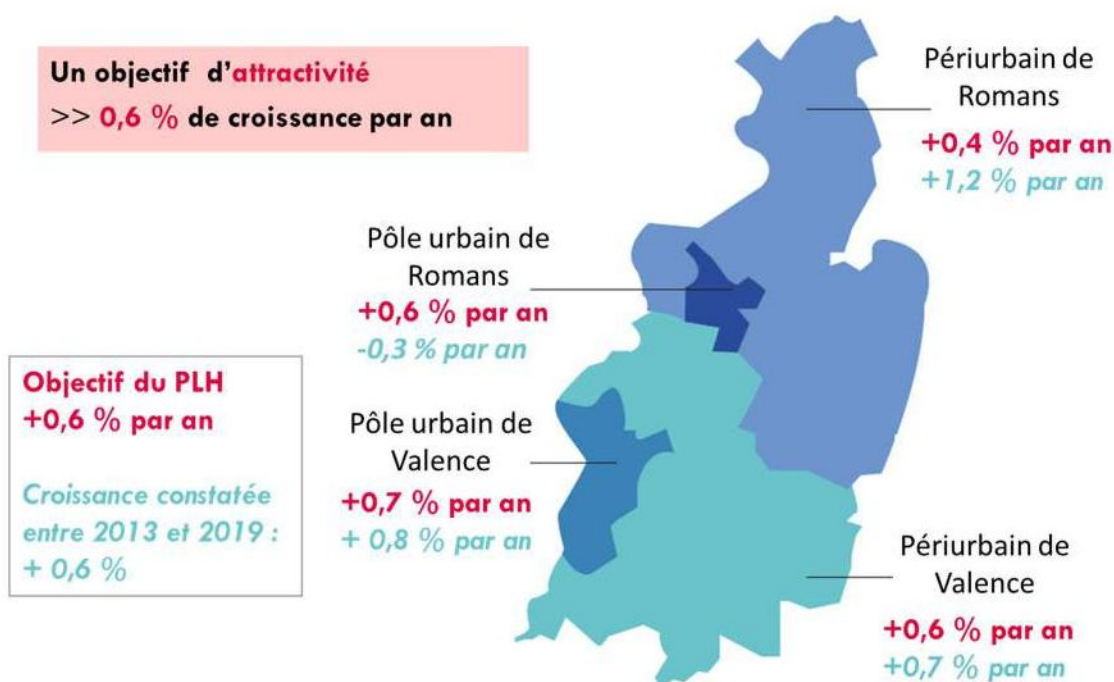 Un objectif d'attractivité
>> 0,6 % de croissance par an
Périurbain de
Romans
+0,4 % par an
+1,2 % par an
Pôle urbain de
Romans
+0,6 % par an
-0,3 % par an
Objectif du PLH
+0,6 % par an
Croissance constatée
entre 2013 et 2019 :
+ 0,6 %
Pôle urbain de
Valence
+0,7 % par an
+ 0,8 % par an
Périurbain de
Valence
+0,6 % par an
+0,7 % par an